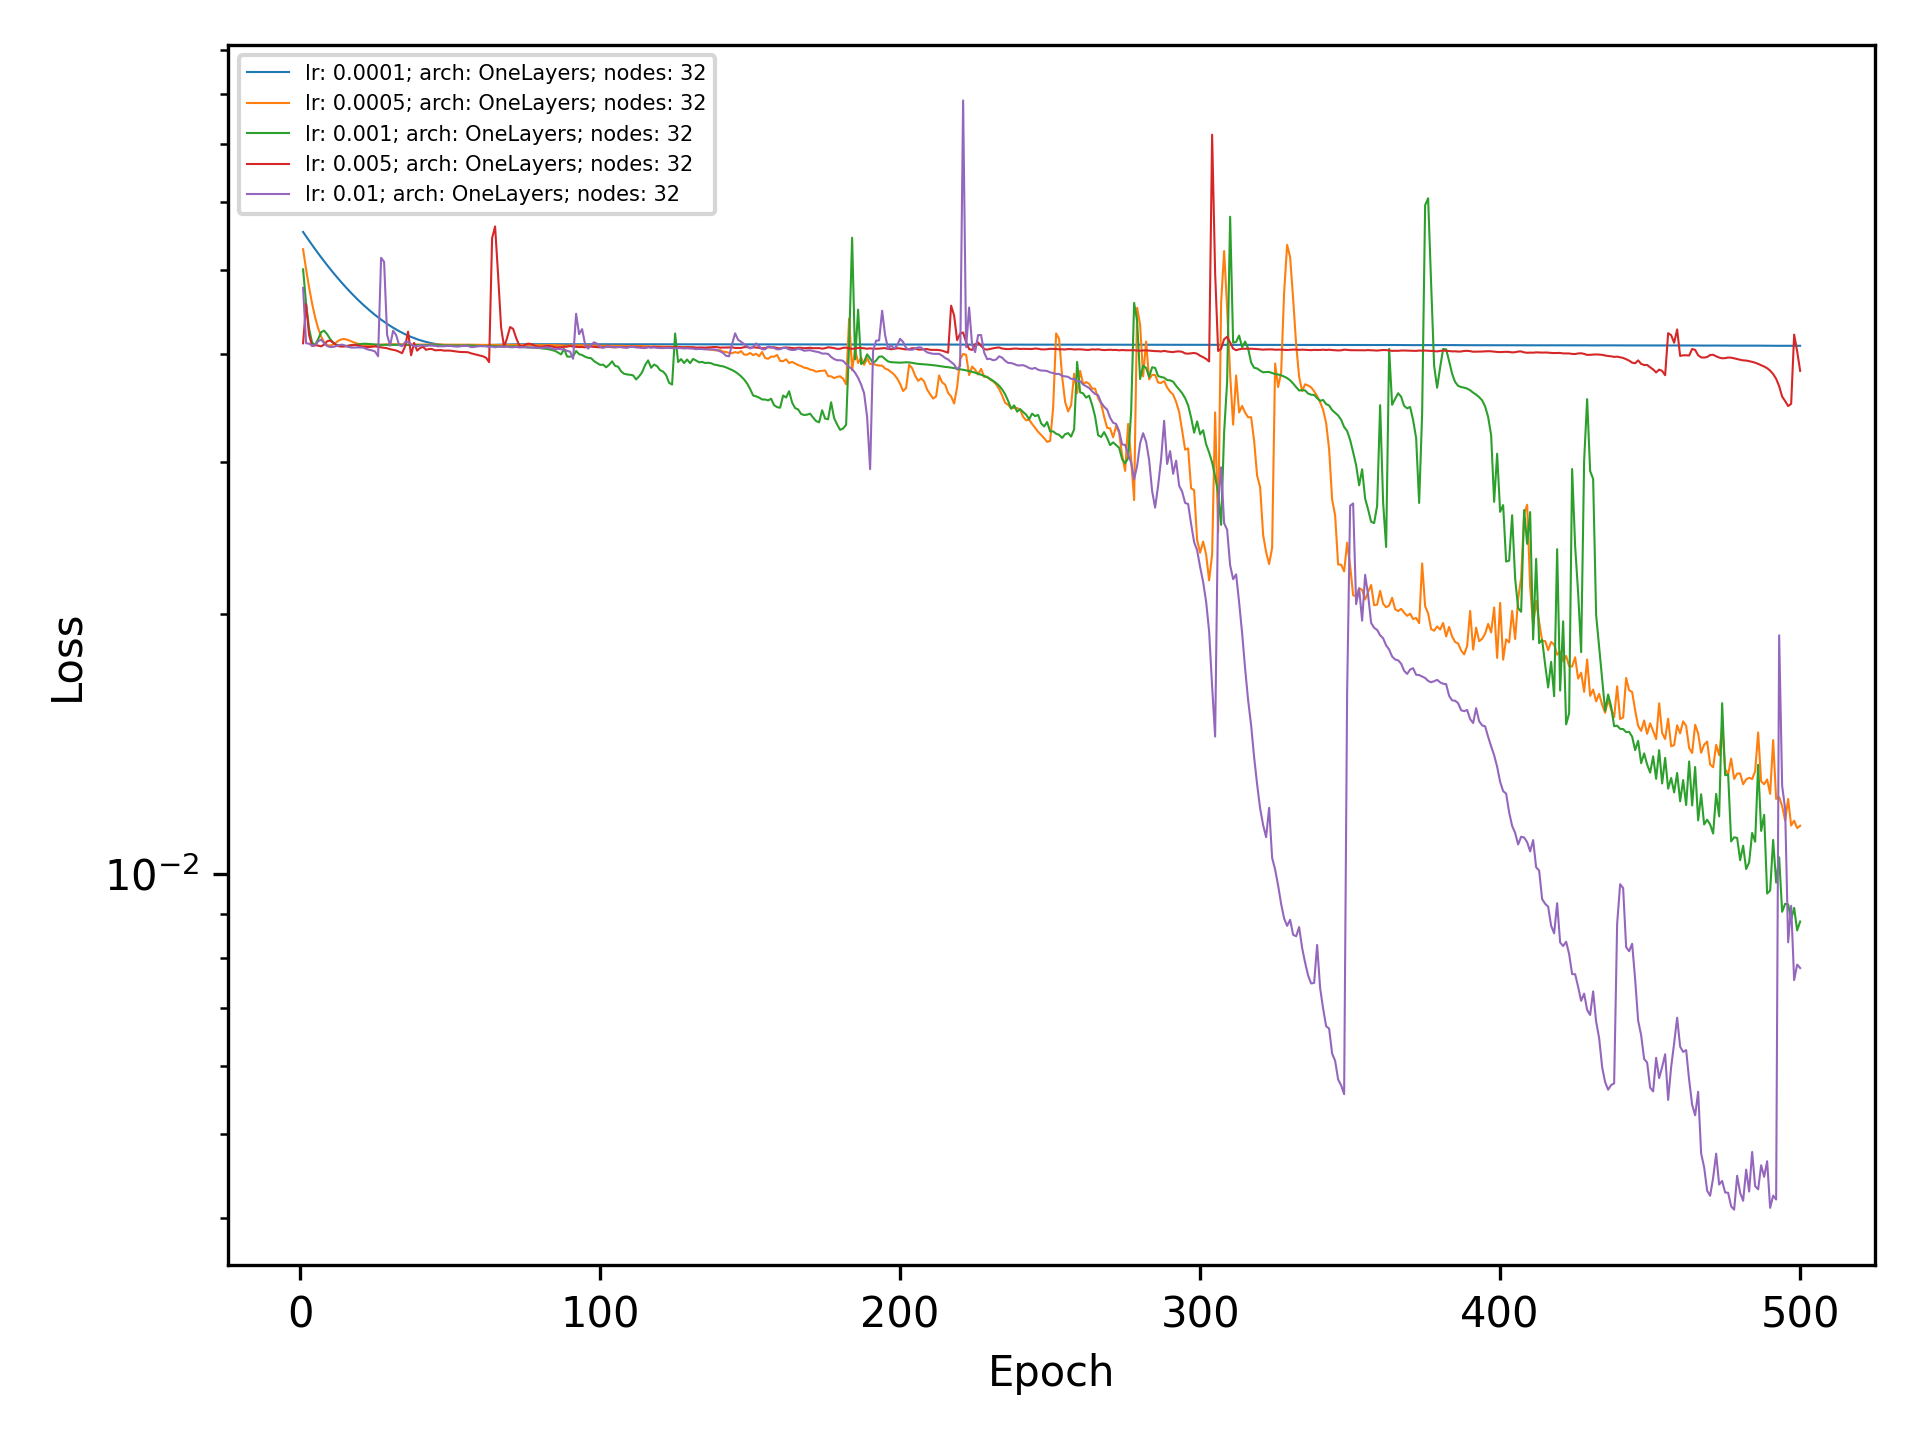 lr: 0.0001; arch: OneLayers; nodes: 32
lr: 0.0005; arch: OneLayers; nodes: 32
lr: 0.001; arch: OneLayers; nodes: 32
lr: 0.005; arch: OneLayers; nodes: 32
lr: 0.01; arch: OneLayers; nodes: 32
Loss
10⁻²
0 100 200 300 400 500
Epoch